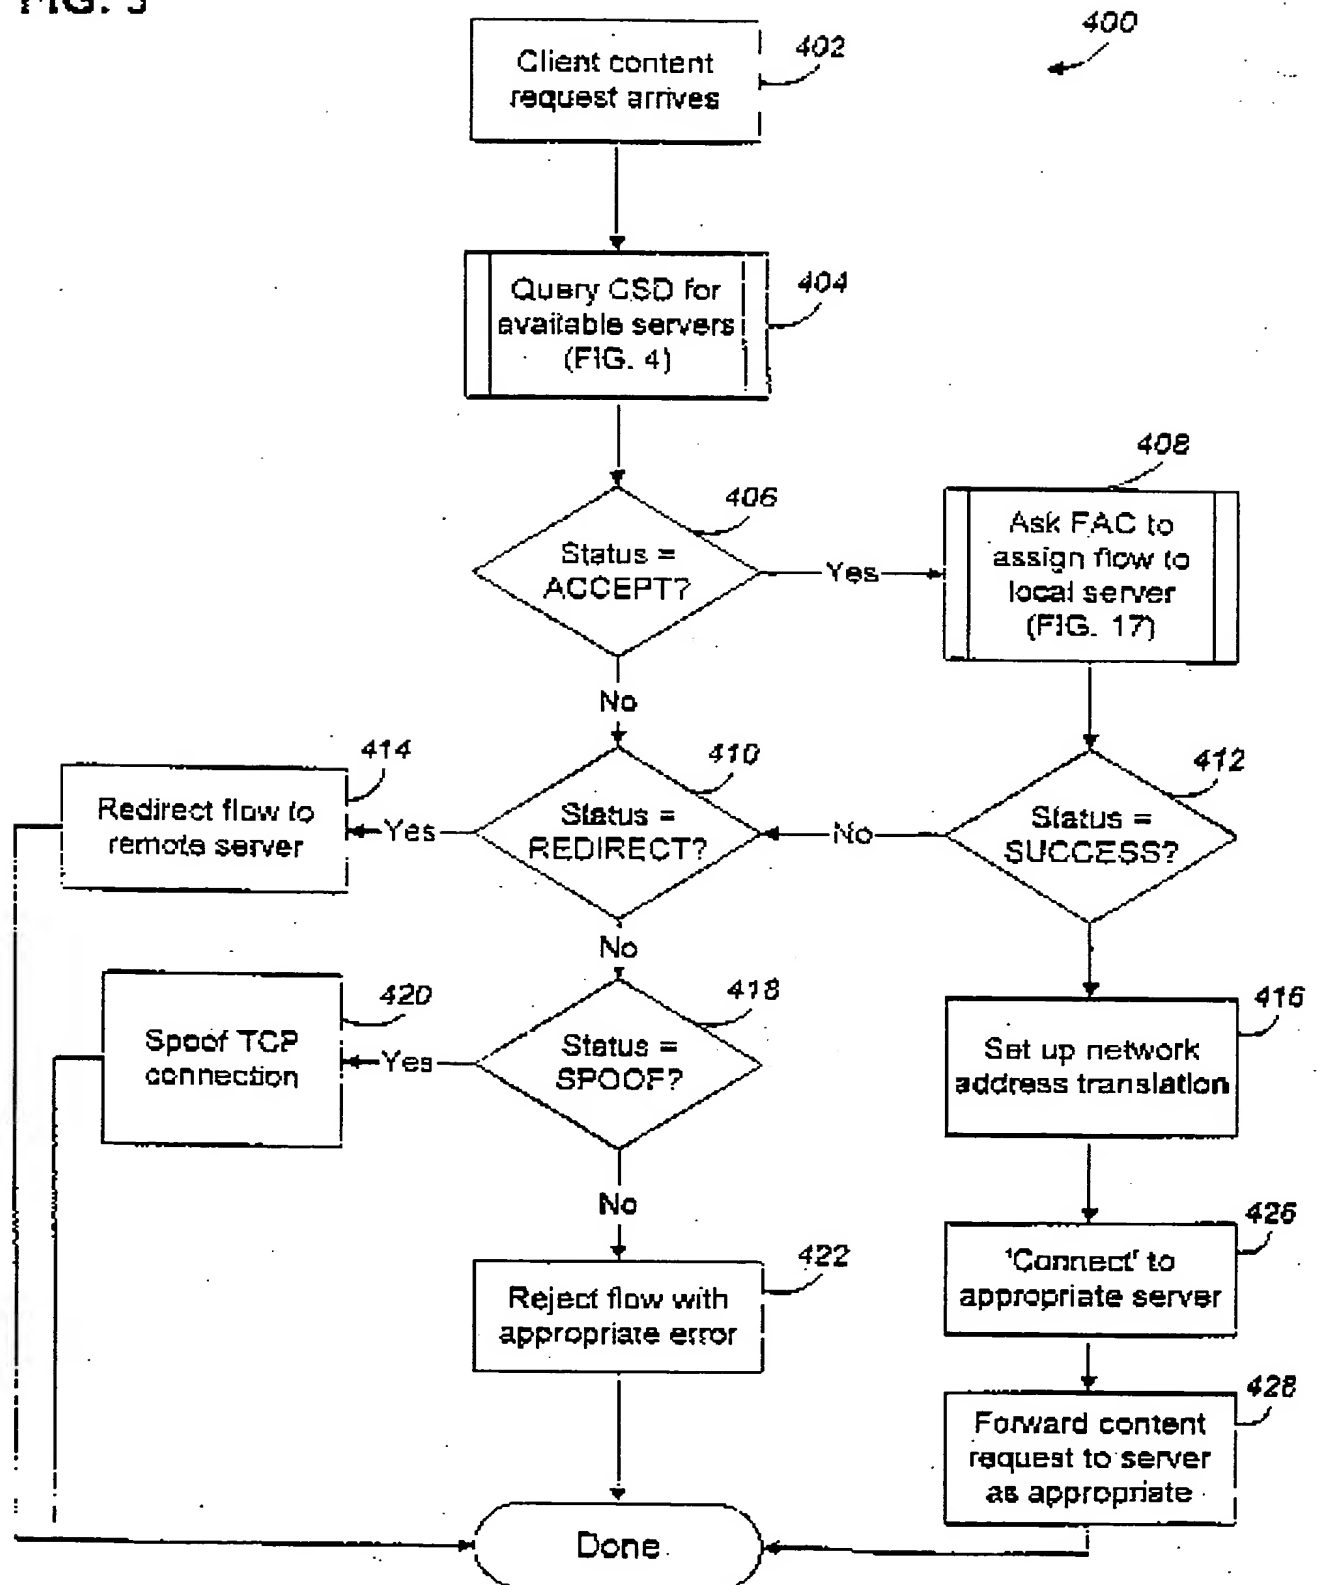 400
402
Client content
request arrives
404
Query CSD for
available servers
(FIG. 4)
406
Status =
ACCEPT?
Yes
408
Ask FAC to
assign flow to
local server
(FIG. 17)
No
414
Redirect flow to
remote server
Yes
410
Status =
REDIRECT?
No
412
Status =
SUCCESS?
No
420
Spoof TCP
connection
Yes
418
Status =
SPOOF?
416
Set up network
address translation
No
422
Reject flow with
appropriate error
426
'Connect' to
appropriate server
428
Forward content
request to server
as appropriate
Done